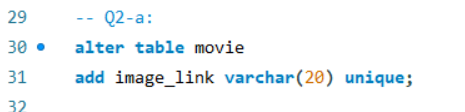 29 -- Q2-a:
30 alter table movie
31 add image_link varchar(20) unique;
32